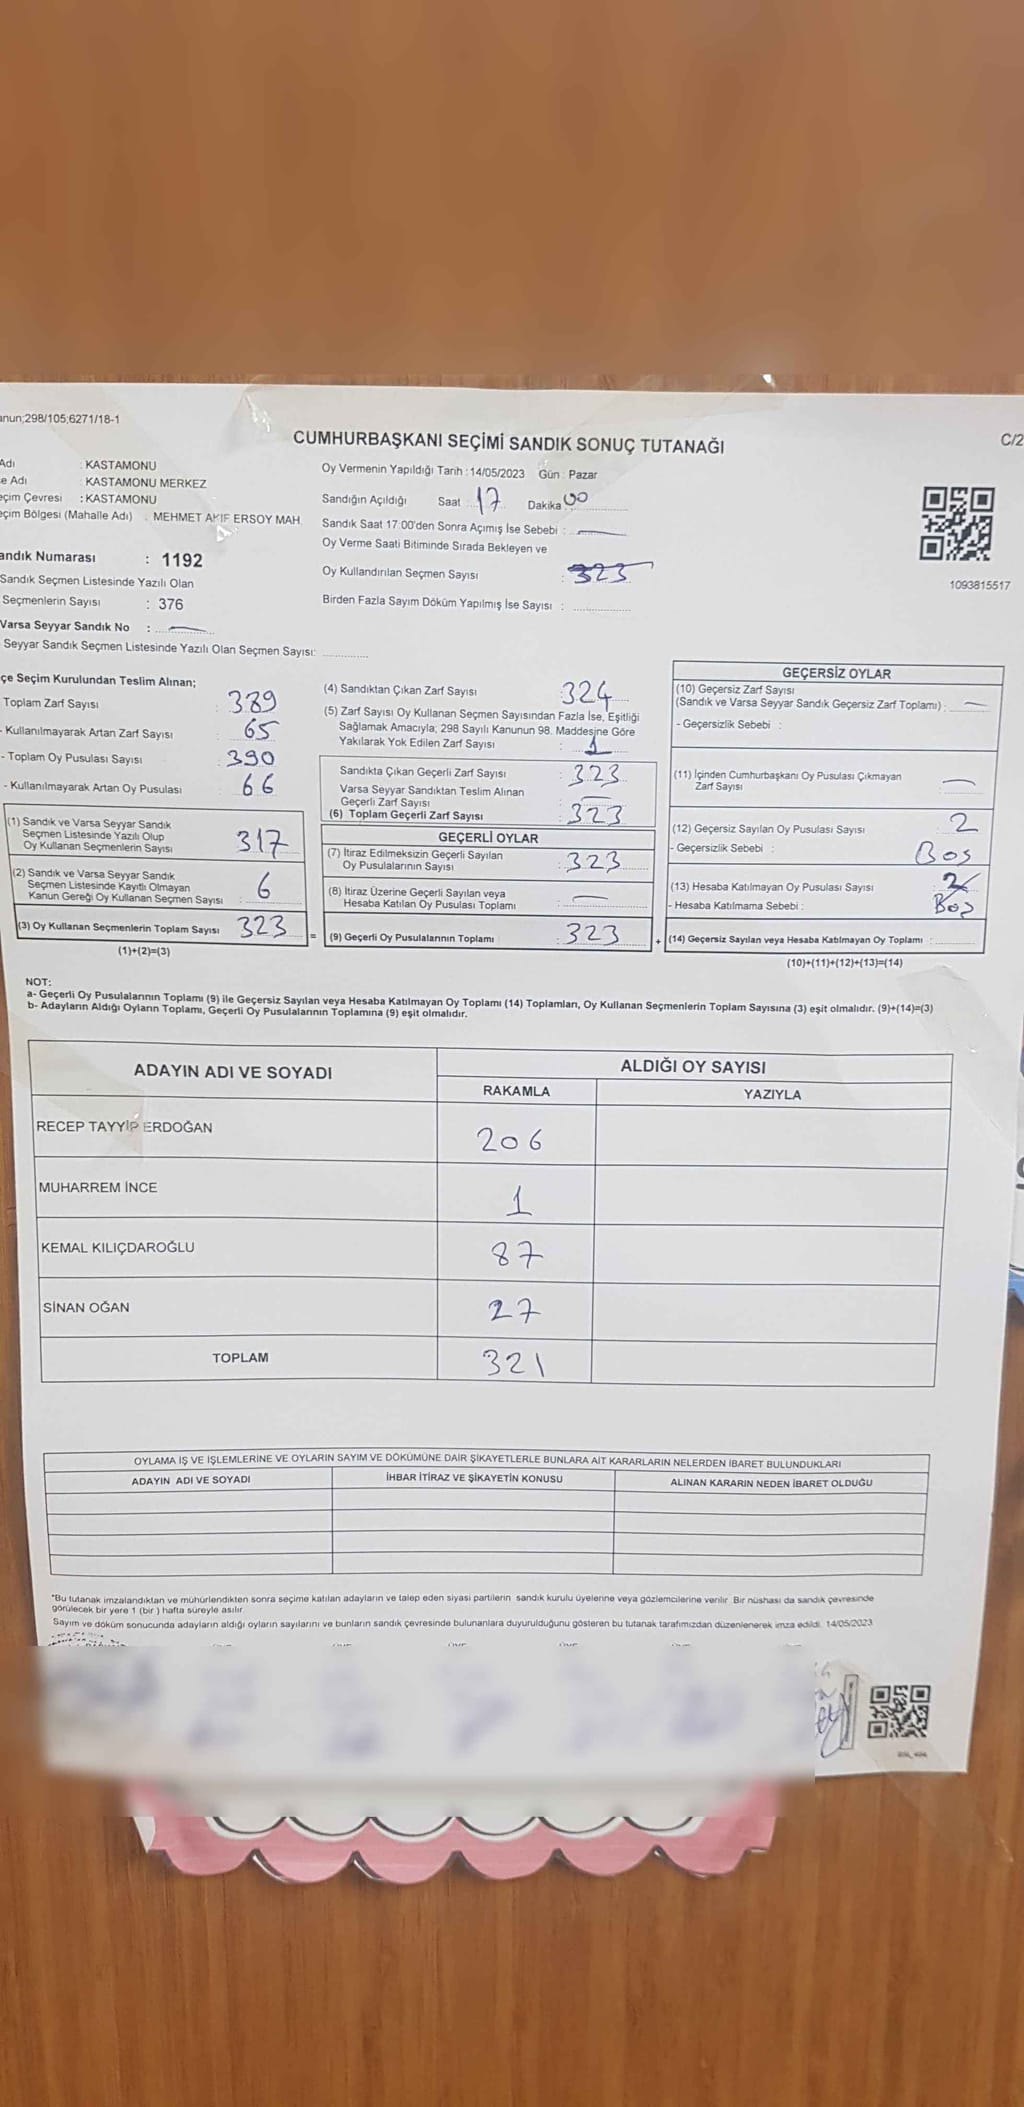 anun;298/105;6271/18-1
CUMHURBAŞKANI SEÇİMİ SANDIK SONUÇ TUTANAĞI
C/2
Adı : KASTAMONU
e Adı : KASTAMONU MERKEZ
eçim Çevresi : KASTAMONU
eçim Bölgesi (Mahalle Adı) : MEHMET AKİF ERSOY MAH.
andık Numarası : 1192
Sandık Seçmen Listesinde Yazılı Olan
Seçmenlerin Sayısı : 376
Varsa Seyyar Sandık No :
Seyyar Sandık Seçmen Listesinde Yazılı Olan Seçmen Sayısı:
Oy Vermenin Yapıldığı Tarih : 14/05/2023 Gün : Pazar
Sandığın Açıldığı Saat : 17 Dakika : 00
Sandık Saat 17:00'den Sonra Açımış İse Sebebi :
Oy Verme Saati Bitiminde Sırada Bekleyen ve
Oy Kullandırılan Seçmen Sayısı : 323
Birden Fazla Sayım Döküm Yapılmış İse Sayısı :
1093815517
çe Seçim Kurulundan Teslim Alınan;
Toplam Zarf Sayısı : 389
- Kullanılmayarak Artan Zarf Sayısı : 65
- Toplam Oy Pusulası Sayısı : 390
- Kullanılmayarak Artan Oy Pusulası : 66
(1) Sandık ve Varsa Seyyar Sandık
Seçmen Listesinde Yazılı Olup
Oy Kullanan Seçmenlerin Sayısı : 317
(2) Sandık ve Varsa Seyyar Sandık
Seçmen Listesinde Kayıtlı Olmayan
Kanun Gereği Oy Kullanan Seçmen Sayısı : 6
(3) Oy Kullanan Seçmenlerin Toplam Sayısı 323
(1)+(2)=(3)
=
(4) Sandıktan Çıkan Zarf Sayısı : 324
(5) Zarf Sayısı Oy Kullanan Seçmen Sayısından Fazla İse, Eşitliği
Sağlamak Amacıyla; 298 Sayılı Kanunun 98. Maddesine Göre
Yakılarak Yok Edilen Zarf Sayısı : 1
Sandıkta Çıkan Geçerli Zarf Sayısı : 323
Varsa Seyyar Sandıktan Teslim Alınan
Geçerli Zarf Sayısı :
(6) Toplam Geçerli Zarf Sayısı : 323
GEÇERLİ OYLAR
(7) İtiraz Edilmeksizin Geçerli Sayılan
Oy Pusulalarının Sayısı : 323
(8) İtiraz Üzerine Geçerli Sayılan veya
Hesaba Katılan Oy Pusulası Toplamı :
(9) Geçerli Oy Pusulalarının Toplamı : 323
+
GEÇERSİZ OYLAR
(10) Geçersiz Zarf Sayısı
(Sandık ve Varsa Seyyar Sandık Geçersiz Zarf Toplamı) :
- Geçersizlik Sebebi :
(11) İçinden Cumhurbaşkanı Oy Pusulası Çıkmayan
Zarf Sayısı :
(12) Geçersiz Sayılan Oy Pusulası Sayısı : 2
- Geçersizlik Sebebi : Boş
(13) Hesaba Katılmayan Oy Pusulası Sayısı : 2
- Hesaba Katılmama Sebebi : Boş
(14) Geçersiz Sayılan veya Hesaba Katılmayan Oy Toplamı :
(10)+(11)+(12)+(13)=(14)
NOT:
a- Geçerli Oy Pusulalarının Toplamı (9) ile Geçersiz Sayılan veya Hesaba Katılmayan Oy Toplamı (14) Toplamları, Oy Kullanan Seçmenlerin Toplam Sayısına (3) eşit olmalıdır. (9)+(14)=(3)
b- Adayların Aldığı Oyların Toplamı, Geçerli Oy Pusulalarının Toplamına (9) eşit olmalıdır.
ADAYIN ADI VE SOYADI
ALDIĞI OY SAYISI
RAKAMLA YAZIYLA
RECEP TAYYİP ERDOĞAN 206
MUHARREM İNCE 1
KEMAL KILIÇDAROĞLU 87
SİNAN OĞAN 27
TOPLAM 321
OYLAMA İŞ VE İŞLEMLERİNE VE OYLARIN SAYIM VE DÖKÜMÜNE DAİR ŞİKAYETLERLE BUNLARA AİT KARARLARIN NELERDEN İBARET BULUNDUKLARI
ADAYIN ADI VE SOYADI İHBAR İTİRAZ VE ŞİKAYETİN KONUSU ALINAN KARARIN NEDEN İBARET OLDUĞU
*Bu tutanak imzalandıktan ve mühürlendikten sonra seçime katılan adayların ve talep eden siyasi partilerin sandık kurulu üyelerine veya gözlemcilerine verilir. Bir nüshası da sandık çevresinde
görülecek bir yere 1 (bir ) hafta süreyle asılır.
Sayım ve döküm sonucunda adayların aldığı oyların sayılarını ve bunların sandık çevresinde bulunanlara duyurulduğunu gösteren bu tutanak tarafımızdan düzenlenerek imza edildi. 14/05/2023